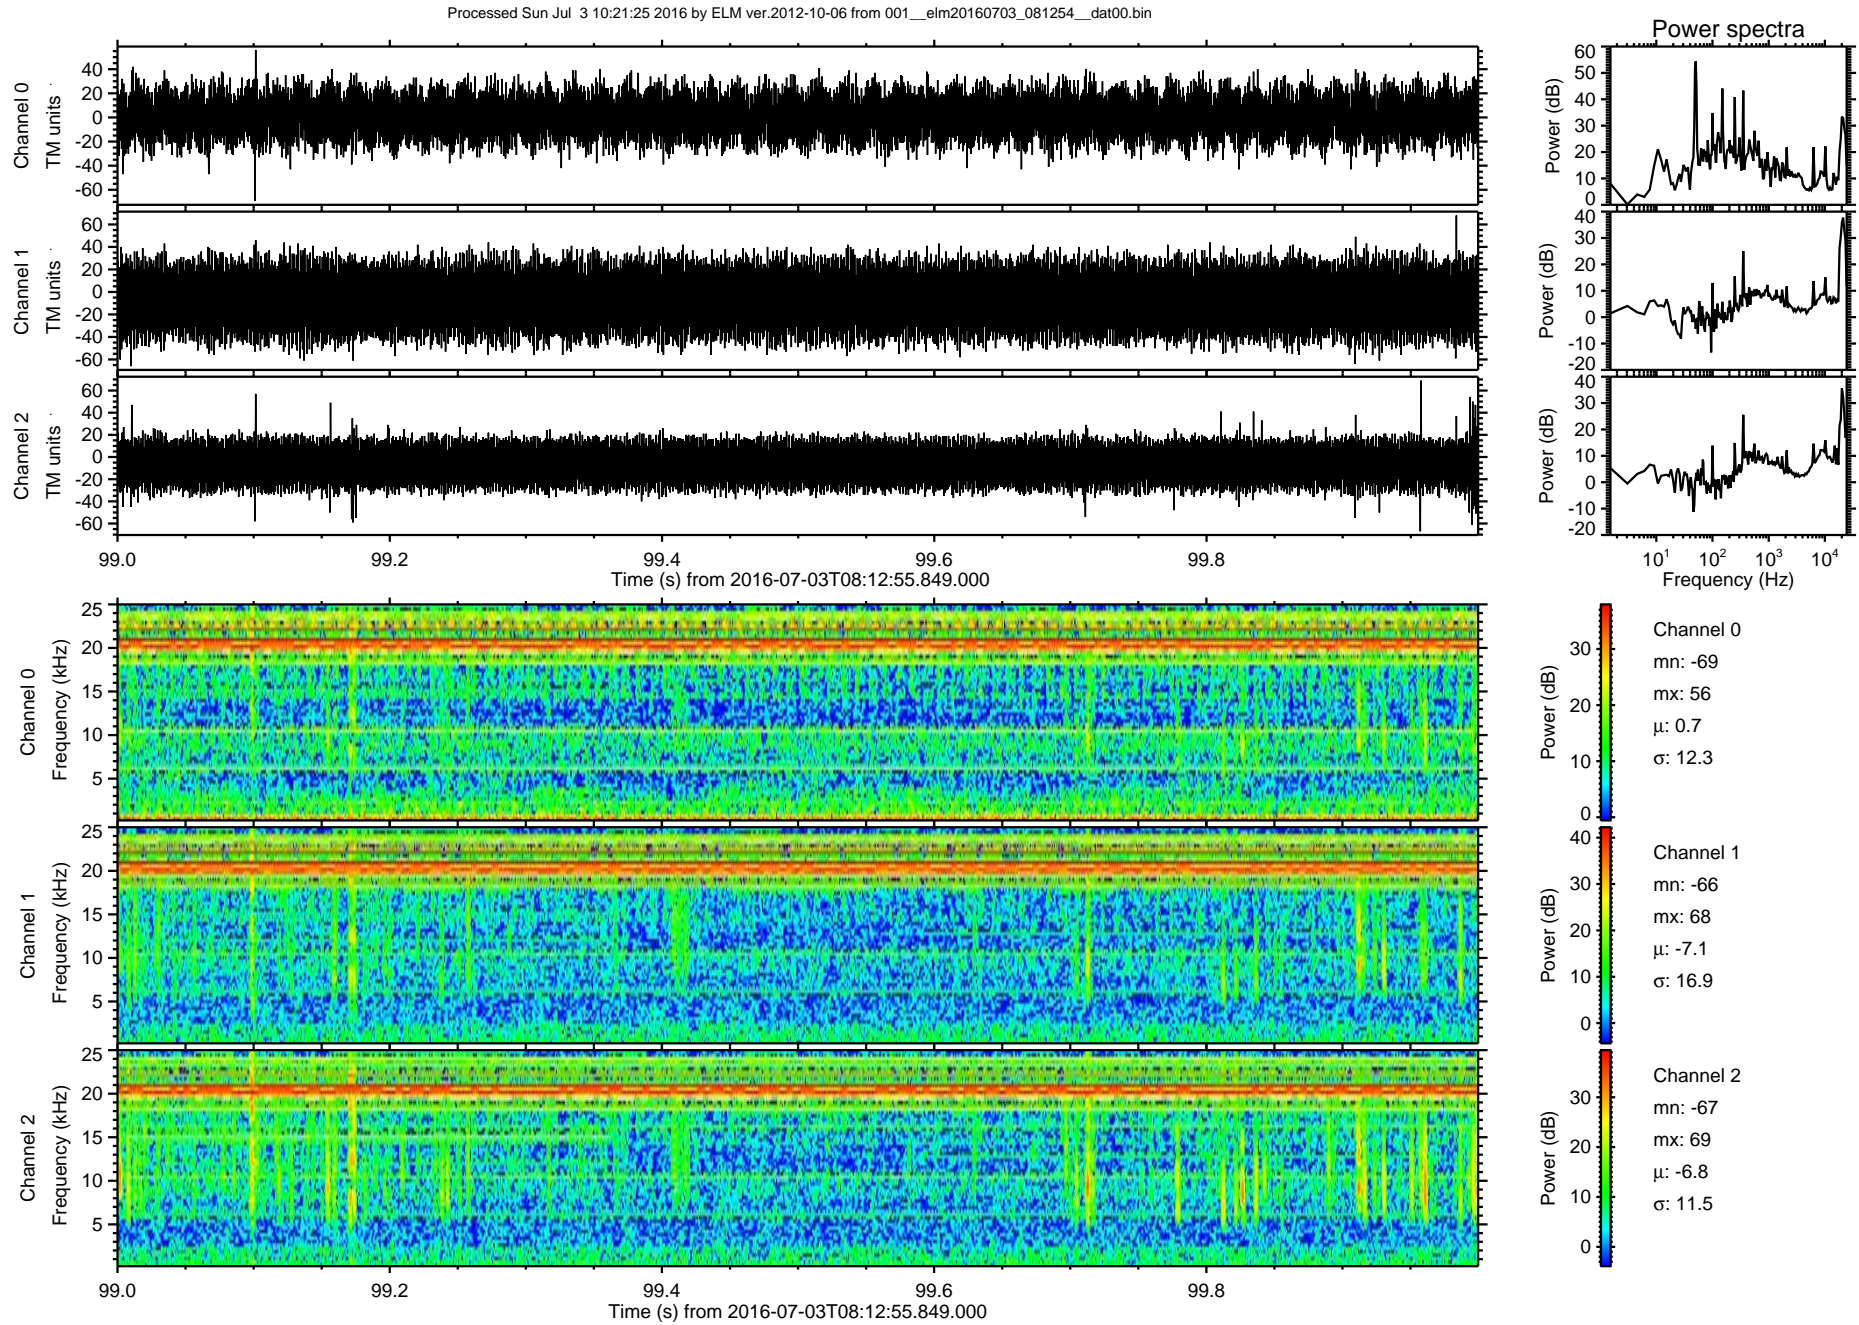 Processed Sun Jul  3 10:21:25 2016 by ELM ver.2012-10-06 from 001__elm20160703_081254__dat00.bin
Power spectra
Channel 0
TM units
40
20
0
-20
-40
-60
Power (dB)
60
50
40
30
20
10
0
Channel 1
TM units
60
40
20
0
-20
-40
-60
Power (dB)
40
30
20
10
0
-10
-20
Channel 2
TM units
60
40
20
0
-20
-40
-60
Power (dB)
40
30
20
10
0
-10
-20
99.0 99.2 99.4 99.6 99.8
Time (s) from 2016-07-03T08:12:55.849.000
10¹ 10² 10³ 10⁴
Frequency (Hz)
Channel 0
Frequency (kHz)
25
20
15
10
5
Power (dB)
30
20
10
0
Channel 0
mn: -69
mx: 56
μ: 0.7
σ: 12.3
Channel 1
Frequency (kHz)
25
20
15
10
5
Power (dB)
40
30
20
10
0
Channel 1
mn: -66
mx: 68
μ: -7.1
σ: 16.9
Channel 2
Frequency (kHz)
25
20
15
10
5
Power (dB)
30
20
10
0
Channel 2
mn: -67
mx: 69
μ: -6.8
σ: 11.5
99.0 99.2 99.4 99.6 99.8
Time (s) from 2016-07-03T08:12:55.849.000